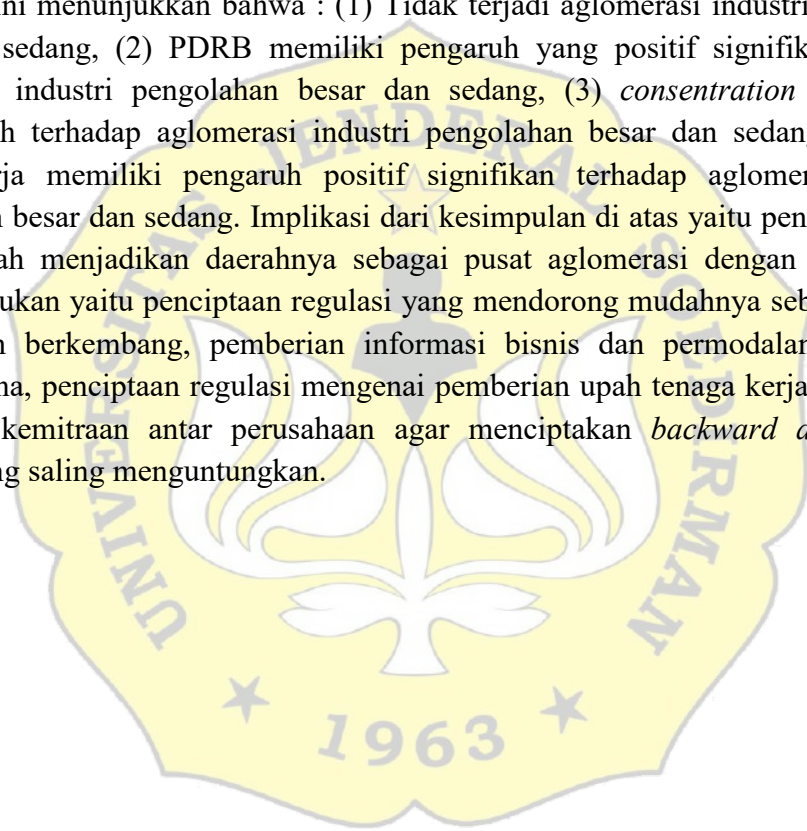 ini menunjukkan bahwa : (1) Tidak terjadi aglomerasi industri
sedang, (2) PDRB memiliki pengaruh yang positif signifik
industri pengolahan besar dan sedang, (3) consentration
h terhadap aglomerasi industri pengolahan besar dan sedang
ja memiliki pengaruh positif signifikan terhadap aglomer
besar dan sedang. Implikasi dari kesimpulan di atas yaitu pen
ah menjadikan daerahnya sebagai pusat aglomerasi dengan
ukan yaitu penciptaan regulasi yang mendorong mudahnya seb
n berkembang, pemberian informasi bisnis dan permodalan
na, penciptaan regulasi mengenai pemberian upah tenaga kerja
kemitraan antar perusahaan agar menciptakan backward
ng saling menguntungkan.
UNIVERSITAS JENDERAL SOEDIRMAN
1963